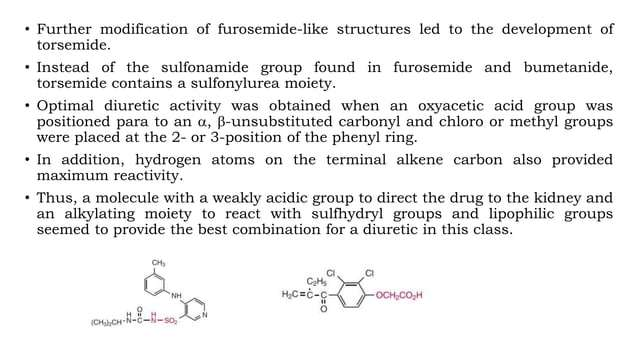 • Further modification of furosemide-like structures led to the development of
torsemide.
• Instead of the sulfonamide group found in furosemide and bumetanide,
torsemide contains a sulfonylurea moiety.
• Optimal diuretic activity was obtained when an oxyacetic acid group was
positioned para to an α, β-unsubstituted carbonyl and chloro or methyl groups
were placed at the 2- or 3-position of the phenyl ring.
• In addition, hydrogen atoms on the terminal alkene carbon also provided
maximum reactivity.
• Thus, a molecule with a weakly acidic group to direct the drug to the kidney and
an alkylating moiety to react with sulfhydryl groups and lipophilic groups
seemed to provide the best combination for a diuretic in this class.
CH₃
NH
O
(CH₃)₂CH-N-C-N-SO₂
H H
N
Cl Cl
C₂H₅
H₂C=C-C
O
OCH₂CO₂H